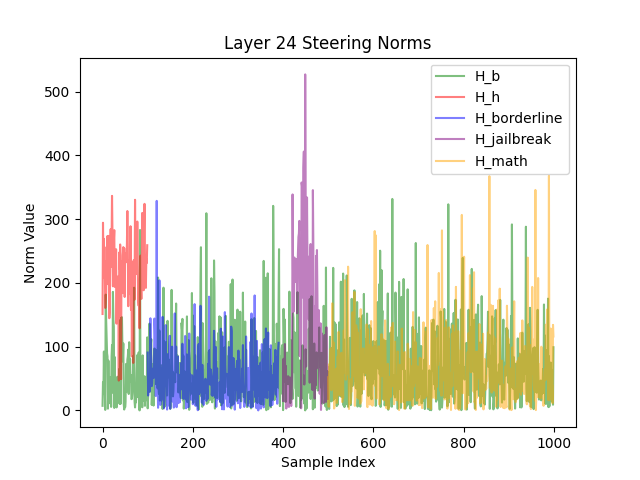 Layer 24 Steering Norms
H_b
H_h
H_borderline
H_jailbreak
H_math
500
400
300
200
100
0
Norm Value
0
200
400
600
800
1000
Sample Index